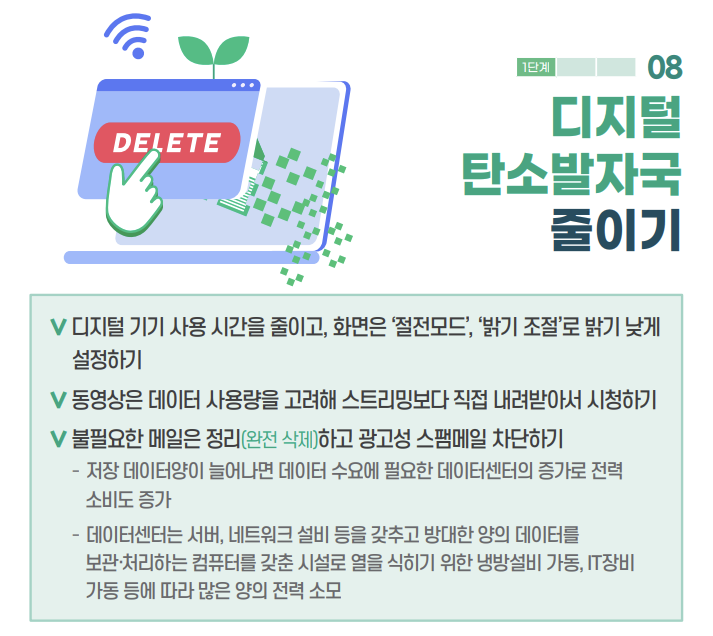 DELETE
1단계
08
디지털
탄소발자국
줄이기
V 디지털 기기 사용 시간을 줄이고, 화면은 ‘절전모드’, ‘밝기 조절’로 밝기 낮게
설정하기
V 동영상은 데이터 사용량을 고려해 스트리밍보다 직접 내려받아서 시청하기
V 불필요한 메일은 정리(완전 삭제)하고 광고성 스팸메일 차단하기
- 저장 데이터양이 늘어나면 데이터 수요에 필요한 데이터센터의 증가로 전력
소비도 증가
- 데이터센터는 서버, 네트워크 설비 등을 갖추고 방대한 양의 데이터를
보관·처리하는 컴퓨터를 갖춘 시설로 열을 식히기 위한 냉방설비 가동, IT장비
가동 등에 따라 많은 양의 전력 소모